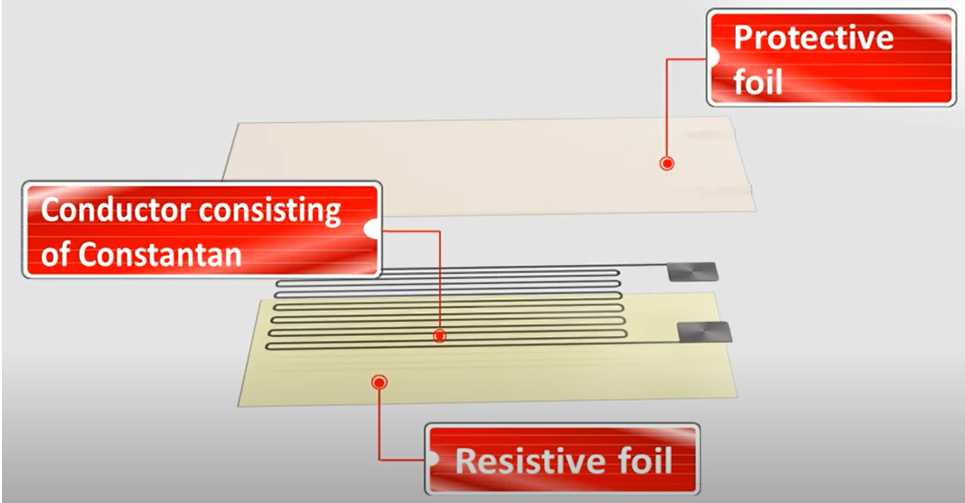 Protective
foil
Conductor consisting
of Constantan
Resistive foil